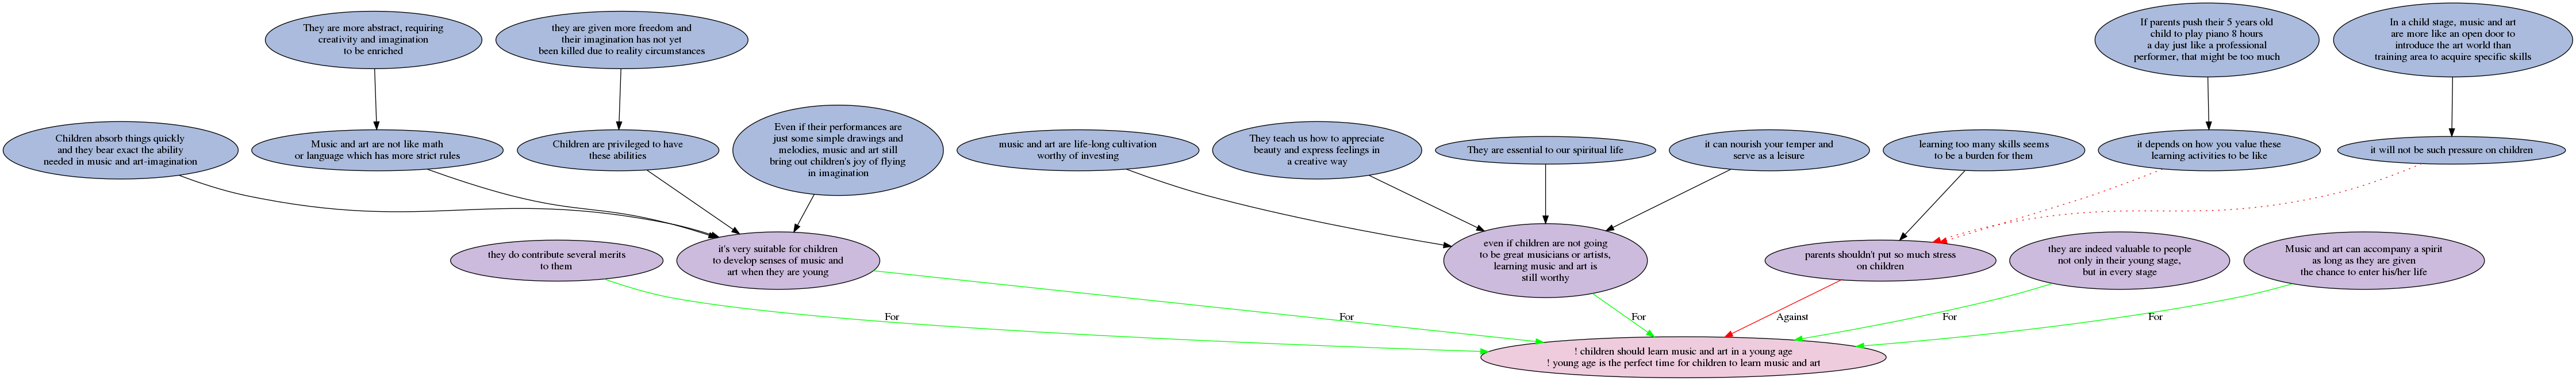 They are more abstract, requiring
creativity and imagination
to be enriched
they are given more freedom and
their imagination has not yet
been killed due to reality circumstances
If parents push their 5 years old
child to play piano 8 hours
a day just like a professional
performer, that might be too much
In a child stage, music and art
are more like an open door to
introduce the art world than
training area to acquire specific skills
Children absorb things quickly
and they bear exact the ability
needed in music and art-imagination
Music and art are not like math
or language which has more strict rules
Children are privileged to have
these abilities
Even if their performances are
just some simple drawings and
melodies, music and art still
bring out children's joy of flying
in imagination
music and art are life-long cultivation
worthy of investing
They teach us how to appreciate
beauty and express feelings in
a creative way
They are essential to our spiritual life
it can nourish your temper and
serve as a leisure
learning too many skills seems
to be a burden for them
it depends on how you value these
learning activities to be like
it will not be such pressure on children
they do contribute several merits
to them
it's very suitable for children
to develop senses of music and
art when they are young
even if children are not going
to be great musicians or artists,
learning music and art is
still worthy
parents shouldn't put so much stress
on children
they are indeed valuable to people
not only in their young stage,
but in every stage
Music and art can accompany a spirit
as long as they are given
the chance to enter his/her life
For
For
For
Against
For
For
! children should learn music and art in a young age
! young age is the perfect time for children to learn music and art